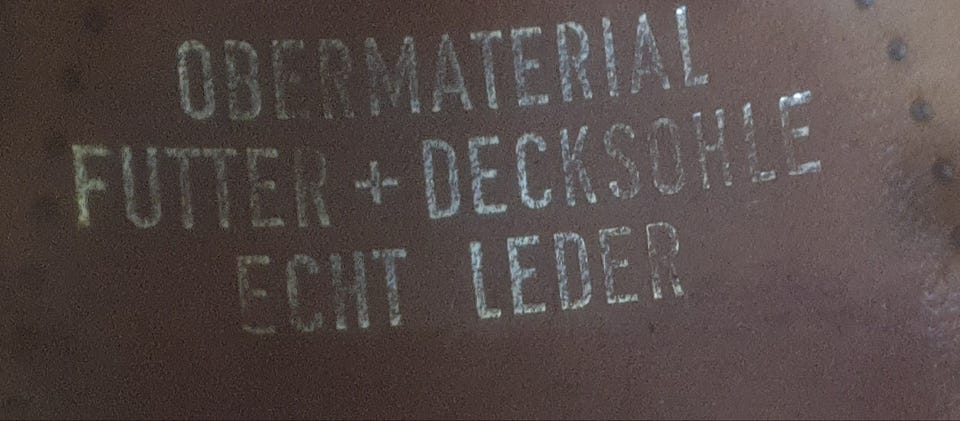 OBERMATERIAL
FUTTER + DECKSOHLE
ECHT LEDER